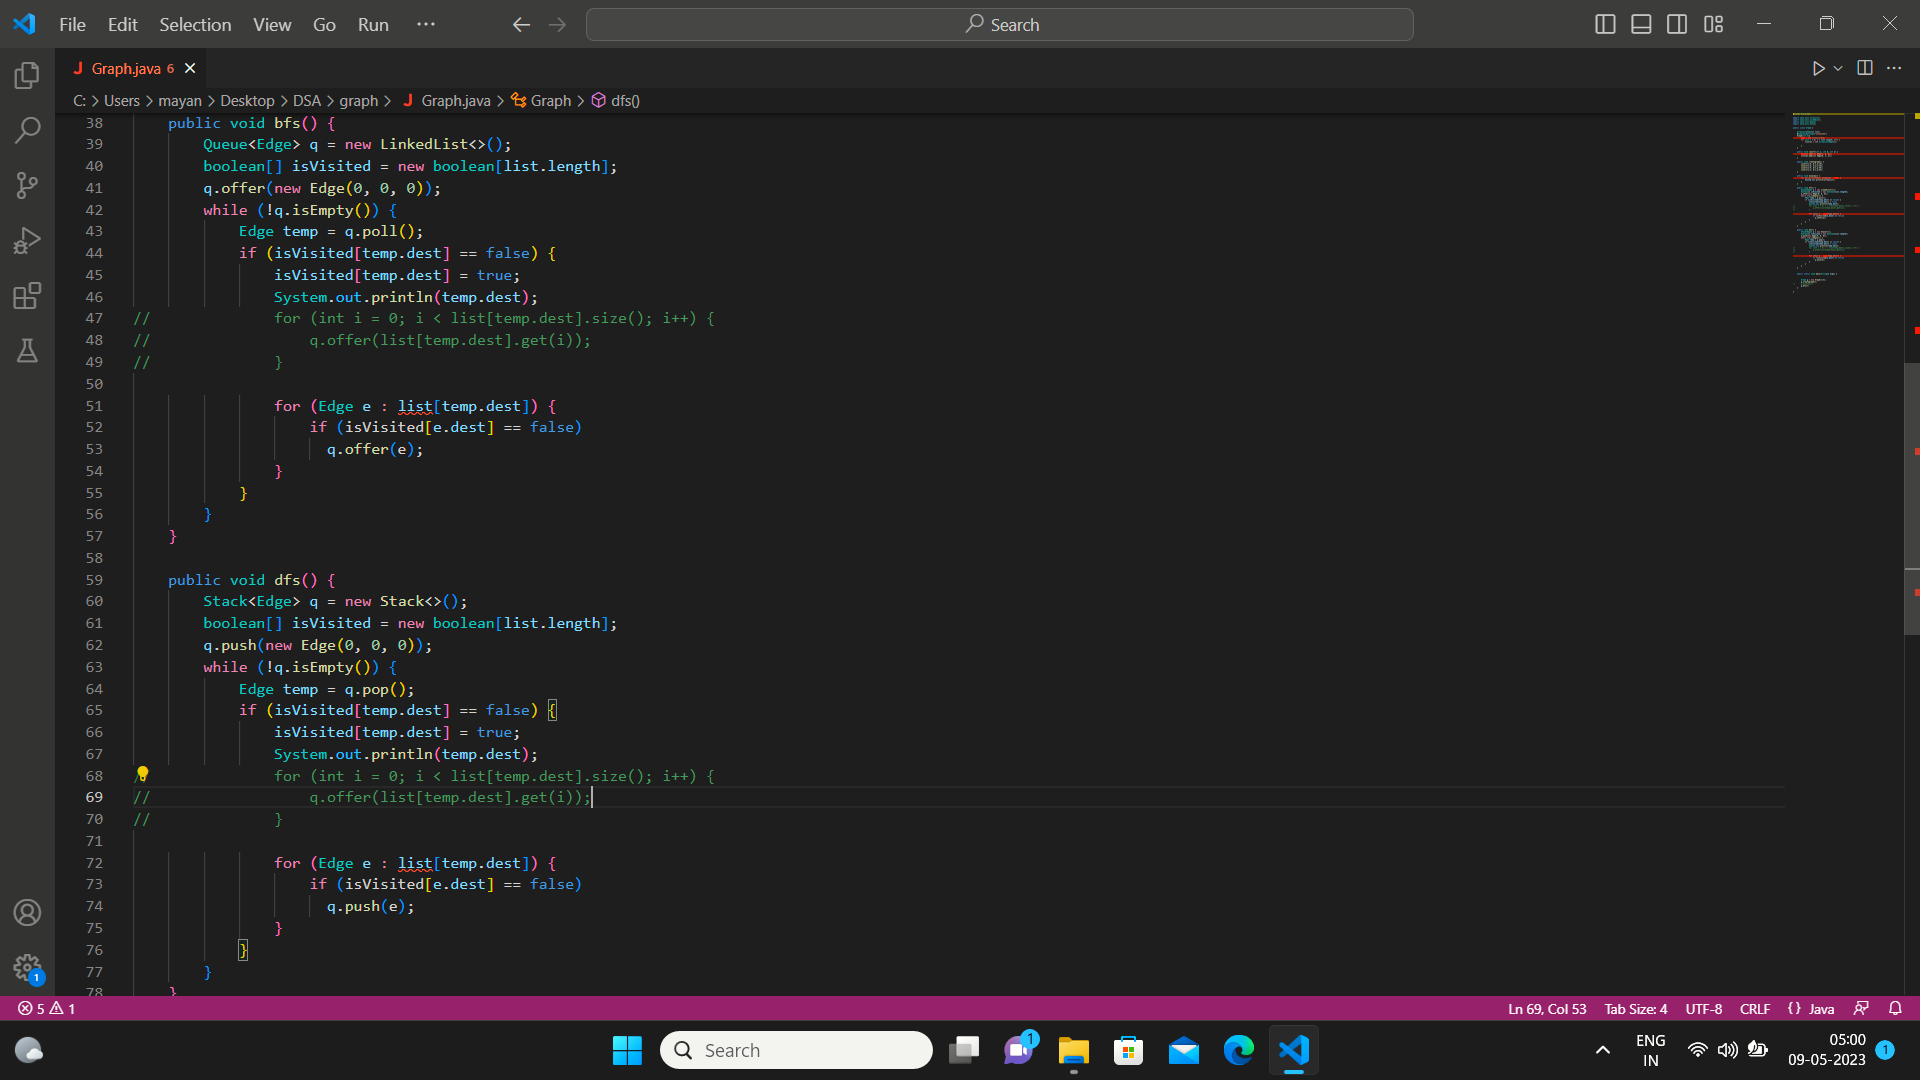 File Edit Selection View Go Run ··· Search
Graph.java 6
C: > Users > mayan > Desktop > DSA > graph > J Graph.java > Graph > dfs()
38 public void bfs() {
39 Queue<Edge> q = new LinkedList<>();
40 boolean[] isVisited = new boolean[list.length];
41 q.offer(new Edge(0, 0, 0));
42 while (!q.isEmpty()) {
43 Edge temp = q.poll();
44 if (isVisited[temp.dest] == false) {
45 isVisited[temp.dest] = true;
46 System.out.println(temp.dest);
47 // for (int i = 0; i < list[temp.dest].size(); i++) {
48 // q.offer(list[temp.dest].get(i));
49 // }
50
51 for (Edge e : list[temp.dest]) {
52 if (isVisited[e.dest] == false)
53 q.offer(e);
54 }
55 }
56 }
57 }
58
59 public void dfs() {
60 Stack<Edge> q = new Stack<>();
61 boolean[] isVisited = new boolean[list.length];
62 q.push(new Edge(0, 0, 0));
63 while (!q.isEmpty()) {
64 Edge temp = q.pop();
65 if (isVisited[temp.dest] == false) {
66 isVisited[temp.dest] = true;
67 System.out.println(temp.dest);
68 // for (int i = 0; i < list[temp.dest].size(); i++) {
69 // q.offer(list[temp.dest].get(i));
70 // }
71
72 for (Edge e : list[temp.dest]) {
73 if (isVisited[e.dest] == false)
74 q.push(e);
75 }
76 }
77 }
78 }
1
5 1 Ln 69, Col 53 Tab Size: 4 UTF-8 CRLF {} Java
Search 1 ENG IN 05:00 09-05-2023 1